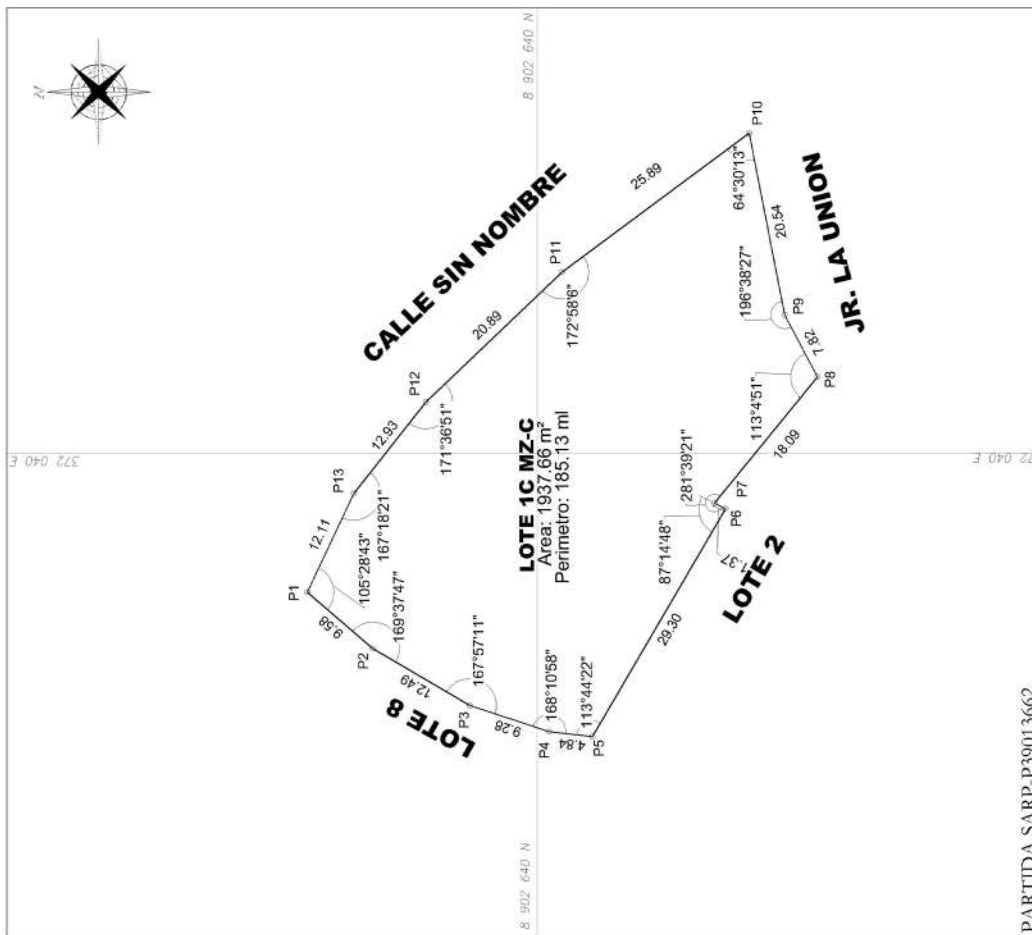 N
8 902 640 N
372 040 E
CALLE SIN NOMBRE
P1
12.11
P13
12.93
P12
20.89
P11
25.89
P10
105°28'43"
167°18'21"
171°36'51"
172°58'6"
64°30'13"
9.58
P2
169°37'47"
12.49
LOTE 8
P3
167°57'11"
9.28
P4
168°10'58"
4.84
113°44'22"
P5
LOTE 1C MZ-C
Area: 1937.66 m²
Perimetro: 185.13 ml
29.30
87°14'48"
281°39'21"
P7
P6
1.37
LOTE 2
18.09
113°4'51"
196°38'27"
P9
20.54
7.82
P8
JR. LA UNION
8 902 640 N
72 040 E
PARTIDA SARP-P39013662